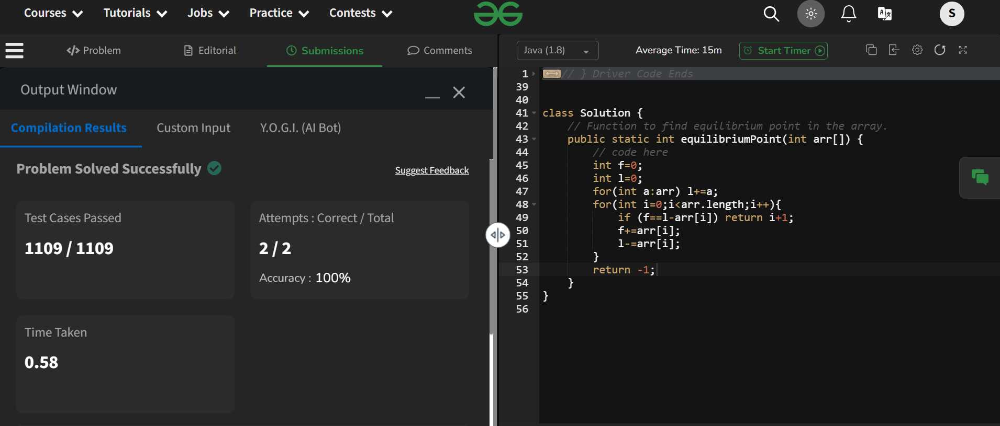 Courses Tutorials Jobs Practice Contests S
Problem Editorial Submissions Comments
Java (1.8) Average Time: 15m Start Timer
Output Window
Compilation Results Custom Input Y.O.G.I. (AI Bot)
Problem Solved Successfully
Suggest Feedback
Test Cases Passed
1109 / 1109
Attempts : Correct / Total
2 / 2
Accuracy : 100%
Time Taken
0.58
1 // } Driver Code Ends
39
40
41 class Solution {
42 // Function to find equilibrium point in the array.
43 public static int equilibriumPoint(int arr[]) {
44 // code here
45 int f=0;
46 int l=0;
47 for(int a:arr) l+=a;
48 for(int i=0;i<arr.length;i++){
49 if (f==l-arr[i]) return i+1;
50 f+=arr[i];
51 l-=arr[i];
52 }
53 return -1;
54 }
55 }
56